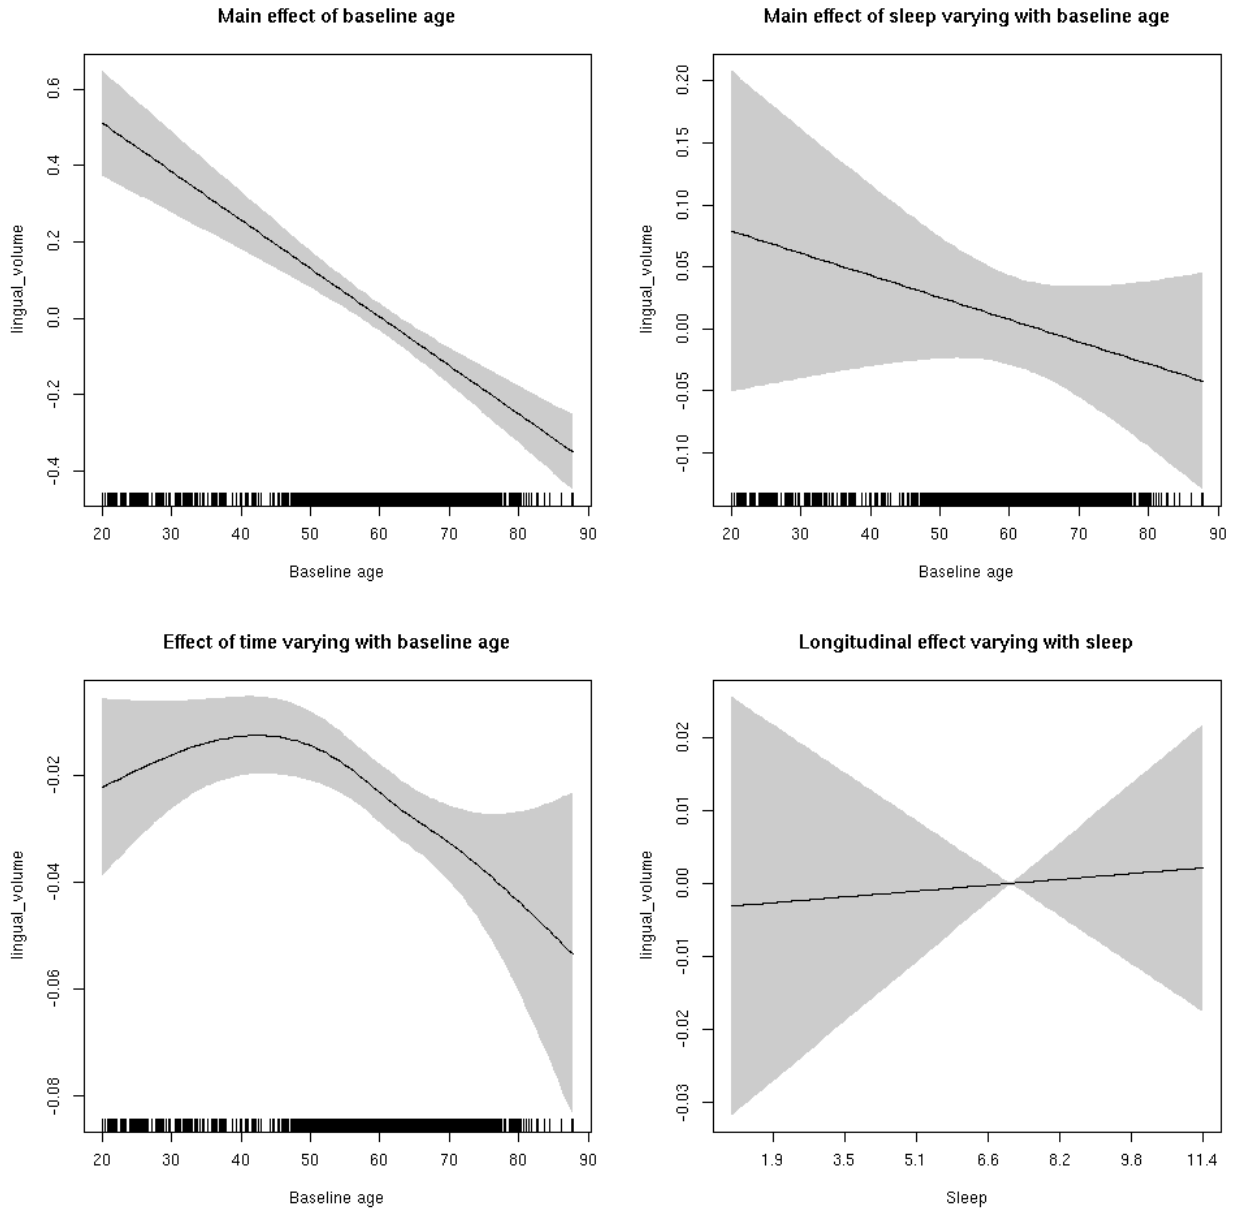 Main effect of baseline age
lingual_volume
0.6
0.4
0.2
0.0
-0.2
-0.4
20 30 40 50 60 70 80 90
Baseline age
Main effect of sleep varying with baseline age
lingual_volume
0.20
0.15
0.10
0.05
0.00
-0.05
-0.10
20 30 40 50 60 70 80 90
Baseline age
Effect of time varying with baseline age
lingual_volume
-0.02
-0.04
-0.06
-0.08
20 30 40 50 60 70 80 90
Baseline age
Longitudinal effect varying with sleep
lingual_volume
0.02
0.01
0.00
-0.01
-0.02
-0.03
1.9 3.5 5.1 6.6 8.2 9.8 11.4
Sleep